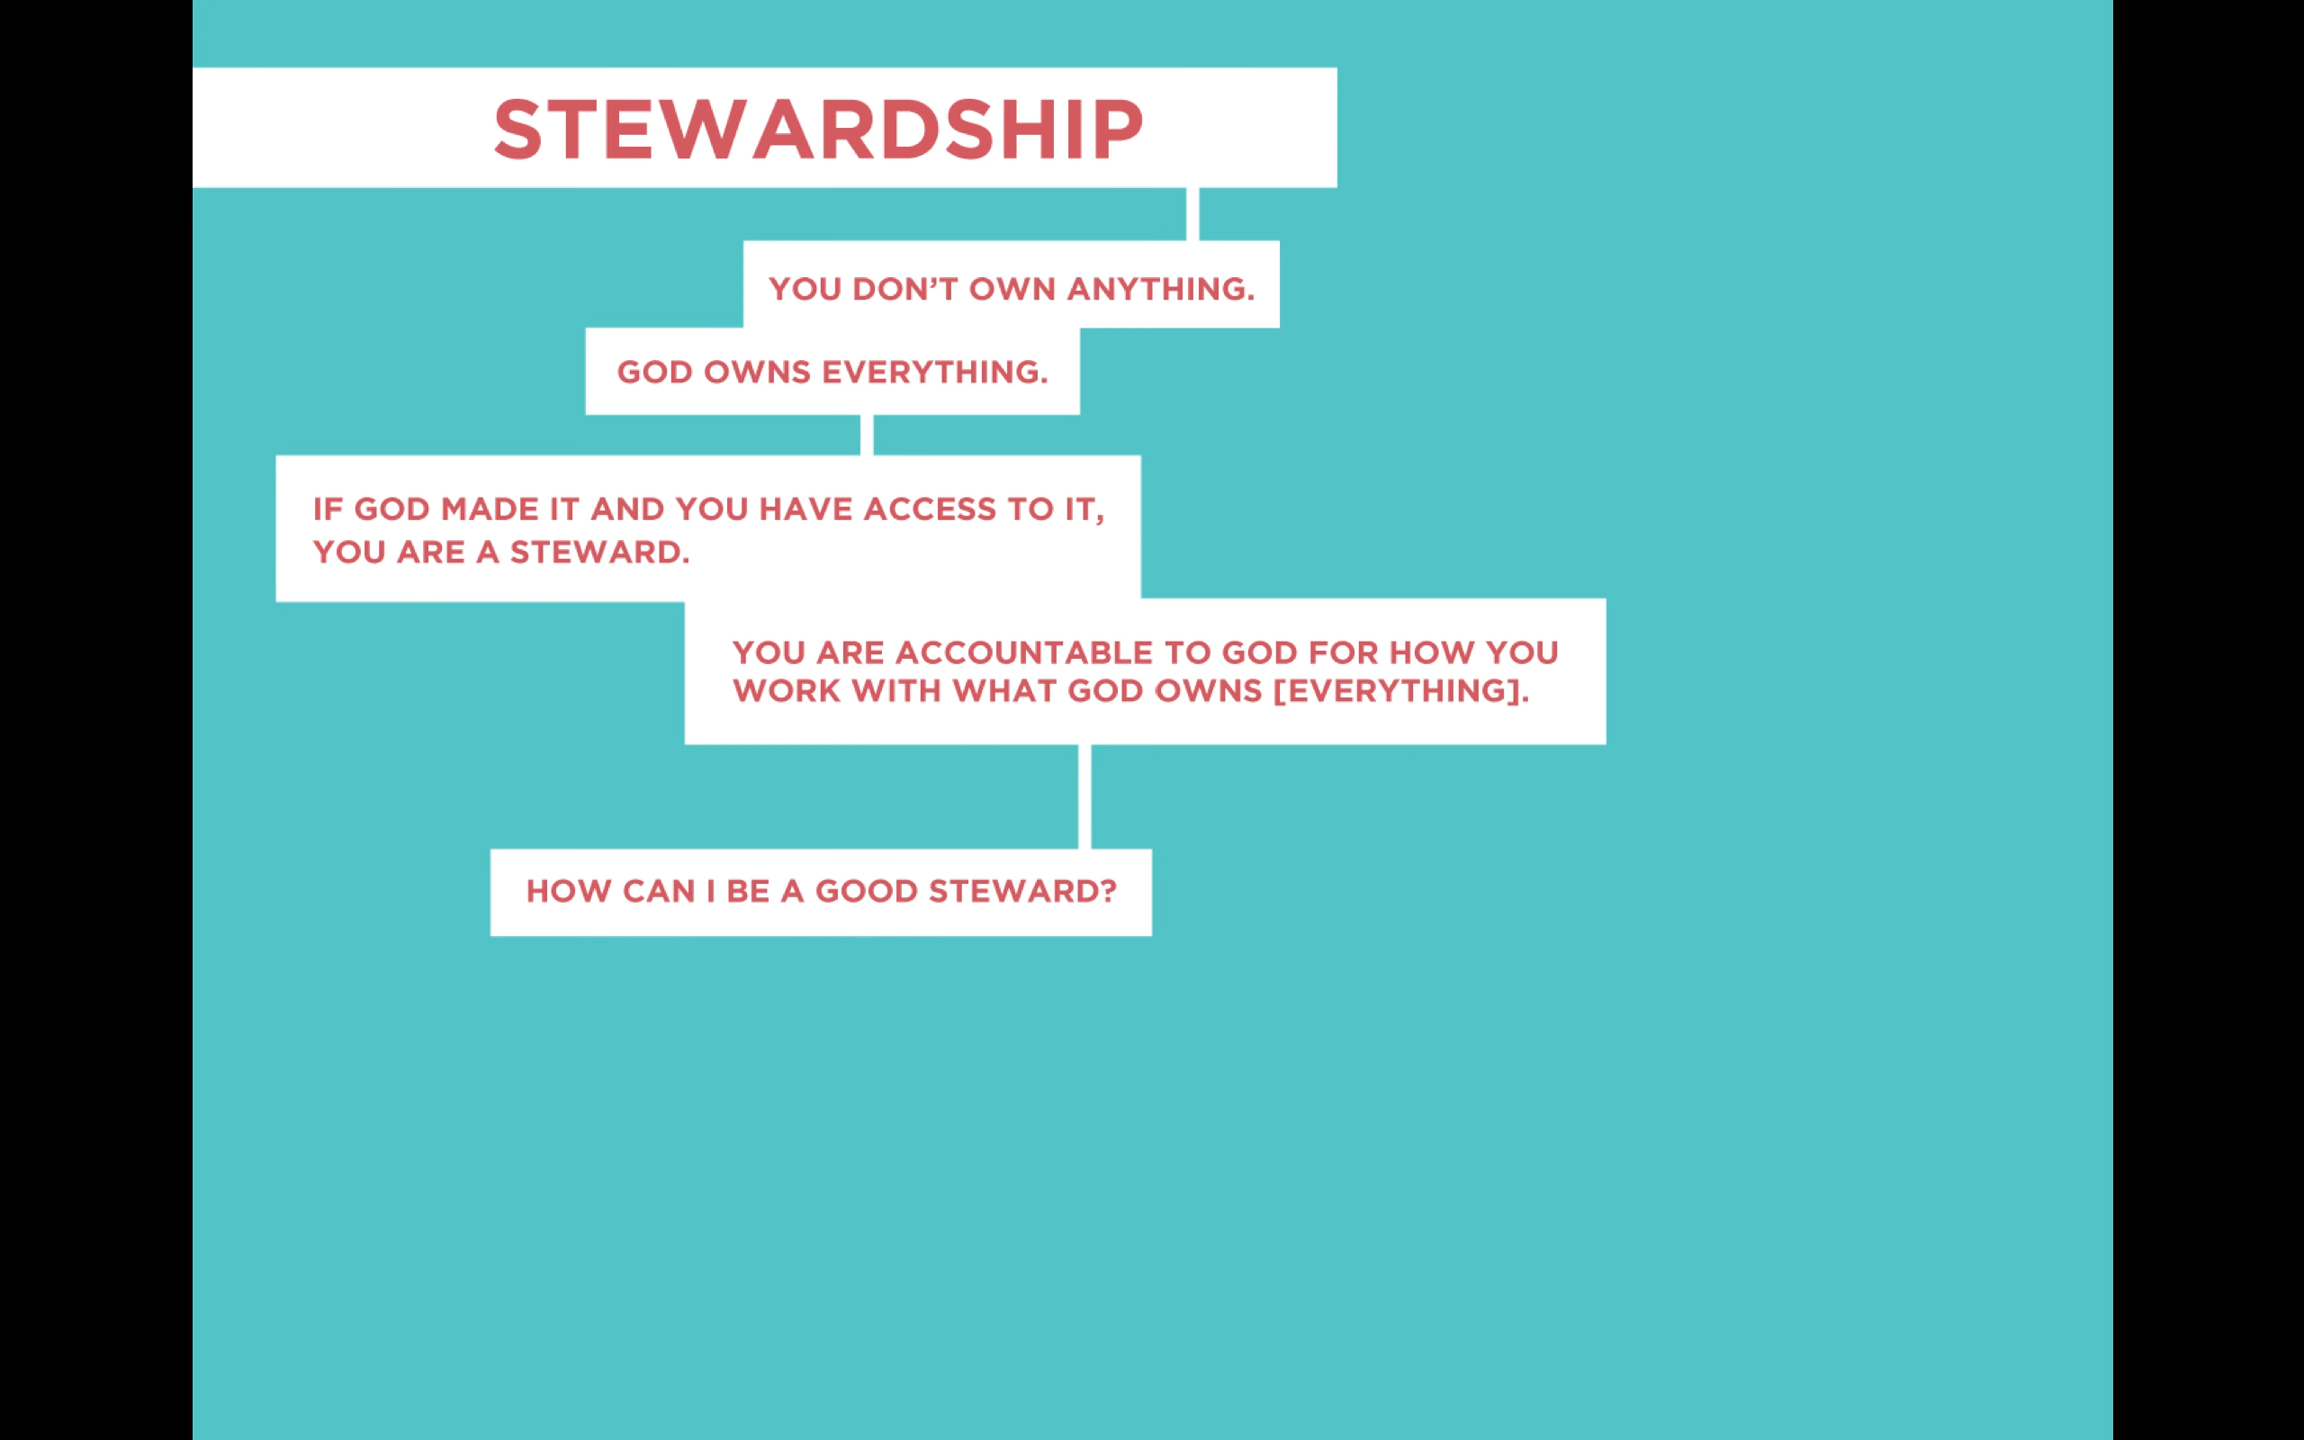 STEWARDSHIP
YOU DON’T OWN ANYTHING.
GOD OWNS EVERYTHING.
IF GOD MADE IT AND YOU HAVE ACCESS TO IT,
YOU ARE A STEWARD.
YOU ARE ACCOUNTABLE TO GOD FOR HOW YOU
WORK WITH WHAT GOD OWNS [EVERYTHING].
HOW CAN I BE A GOOD STEWARD?